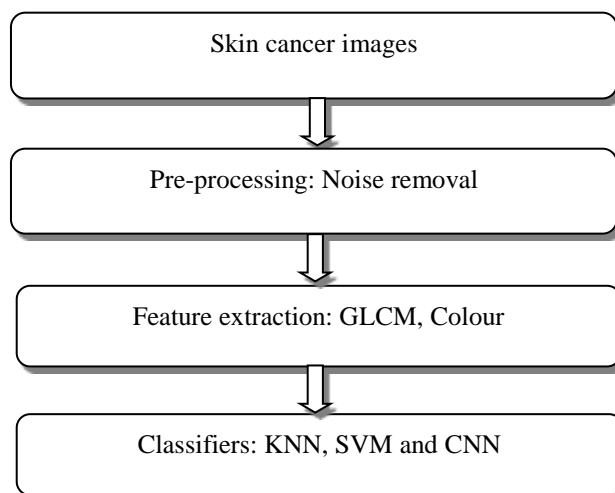 Skin cancer images
Pre-processing: Noise removal
Feature extraction: GLCM, Colour
Classifiers: KNN, SVM and CNN